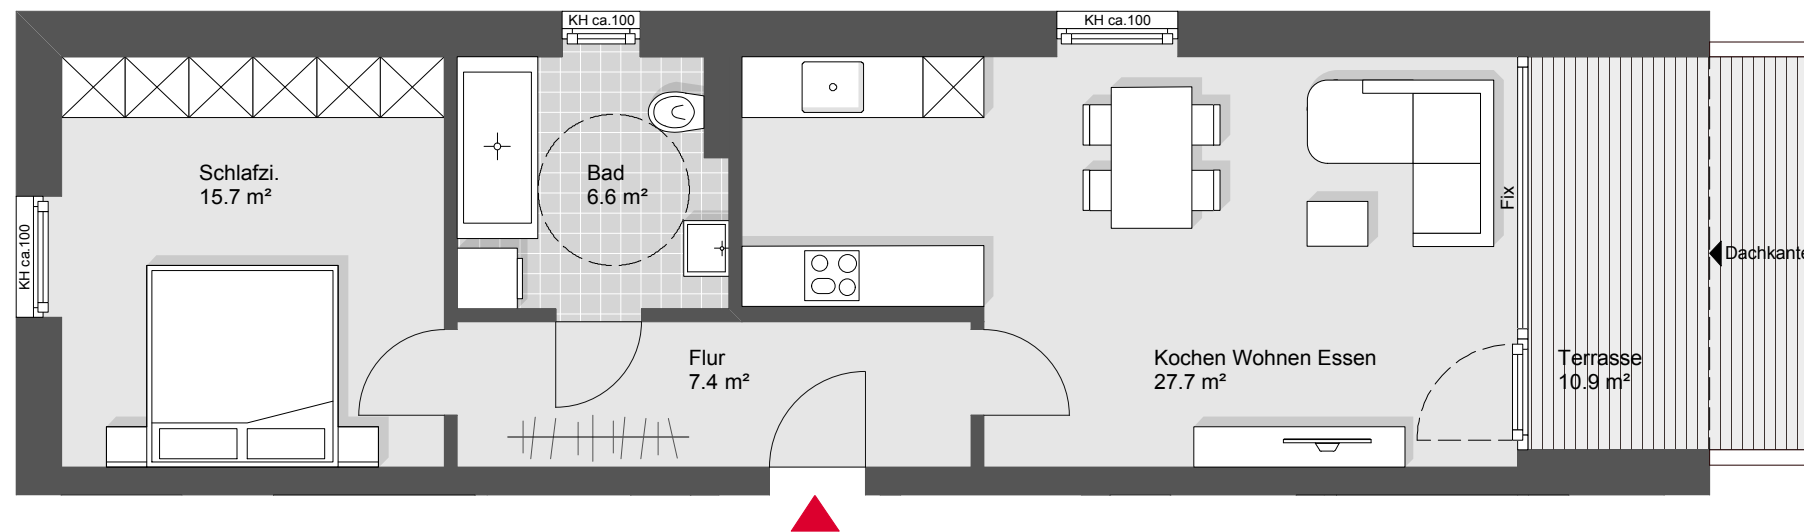 KH ca.100
KH ca.100
Schlafzi.
15.7 m²
Bad
6.6 m²
Fix
KH ca.100
Dachkante
Flur
7.4 m²
Kochen Wohnen Essen
27.7 m²
Terrasse
10.9 m²